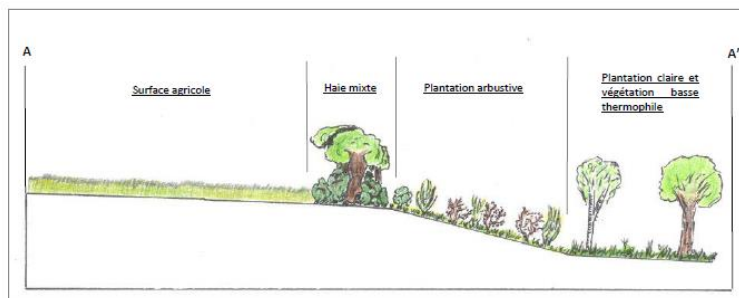 A
A'
Surface agricole
Haie mixte
Plantation arbustive
Plantation claire et
végétation basse
thermophile